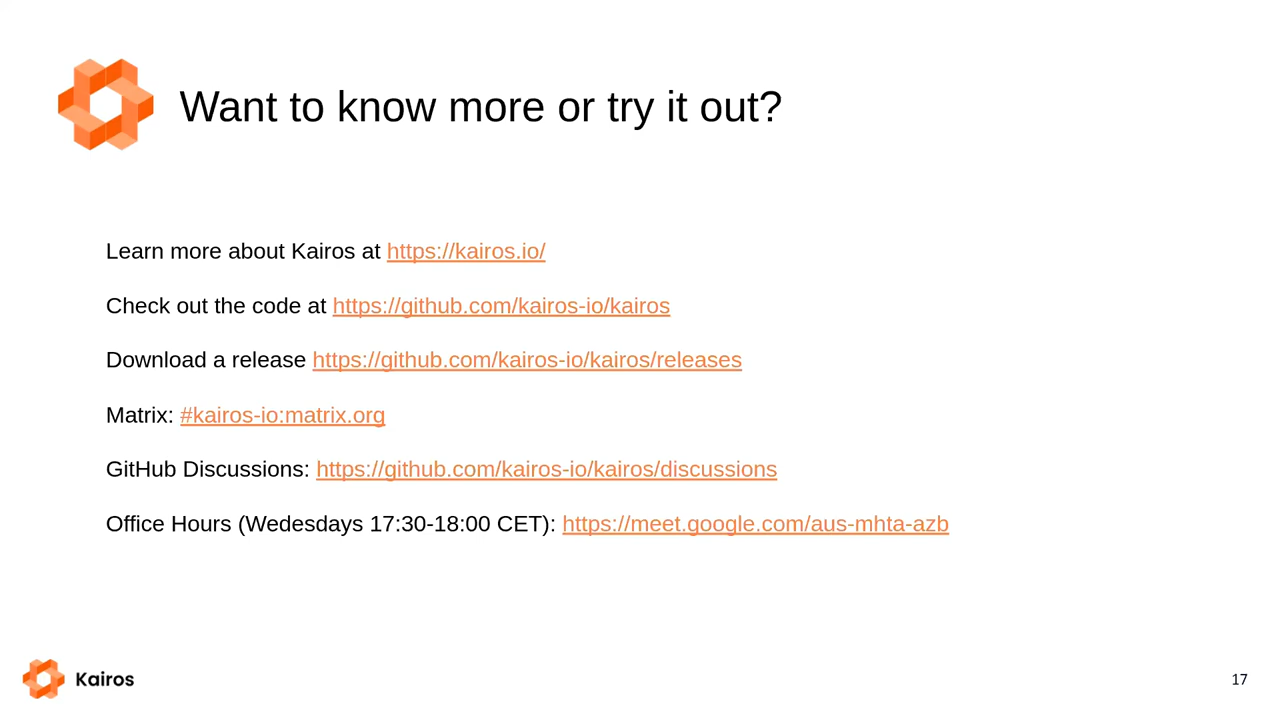 Want to know more or try it out?
Learn more about Kairos at https://kairos.io/
Check out the code at https://github.com/kairos-io/kairos
Download a release https://github.com/kairos-io/kairos/releases
Matrix: #kairos-io:matrix.org
GitHub Discussions: https://github.com/kairos-io/kairos/discussions
Office Hours (Wedesdays 17:30-18:00 CET): https://meet.google.com/aus-mhta-azb
Kairos
17